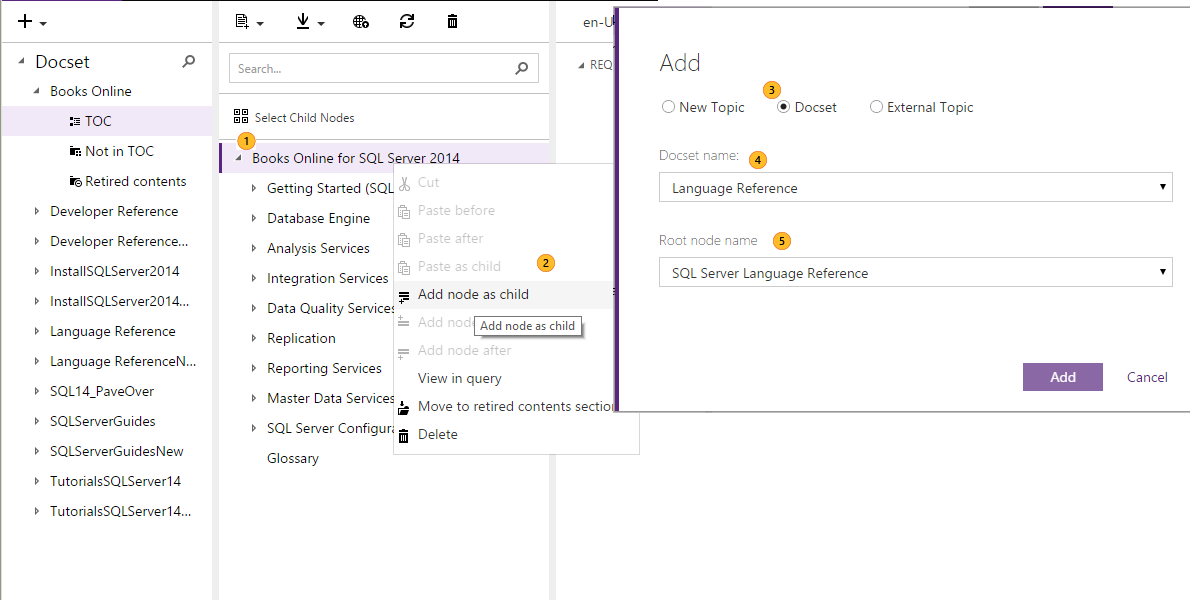 Docset
Books Online
TOC
Not in TOC
Retired contents
Developer Reference
Developer Reference...
InstallSQLServer2014
InstallSQLServer2014...
Language Reference
Language ReferenceN...
SQL14_PaveOver
SQLServerGuides
SQLServerGuidesNew
TutorialsSQLServer14
TutorialsSQLServer14...
Search...
Select Child Nodes
1
Books Online for SQL Server 2014
Getting Started (SQL
Database Engine
Analysis Services
Integration Services
Data Quality Services
Replication
Reporting Services
Master Data Services
SQL Server Configura
Glossary
Cut
Paste before
Paste after
Paste as child
2
Add node as child
Add node
Add node as child
Add node after
View in query
Move to retired contents section
Delete
en-U
REQ
Add
3
New Topic
Docset
External Topic
Docset name:
4
Language Reference
Root node name
5
SQL Server Language Reference
Add
Cancel